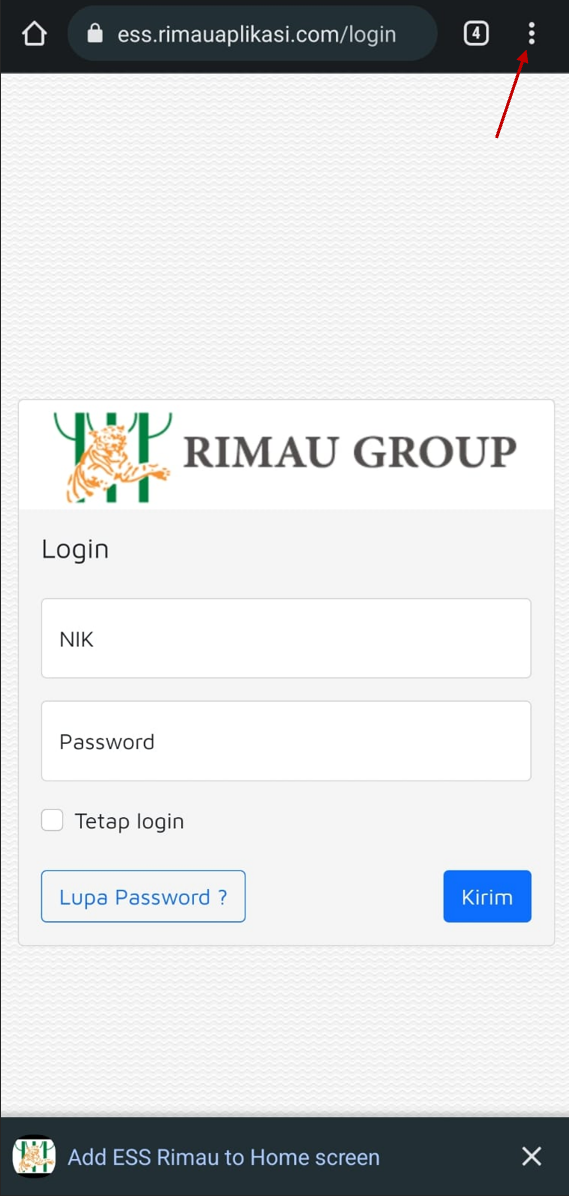 ess.rimauaplikasi.com/login
4
RIMAU GROUP
Login
NIK
Password
Tetap login
Lupa Password ?
Kirim
Add ESS Rimau to Home screen